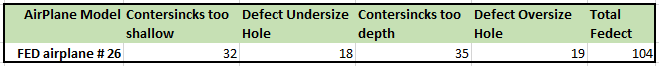 AirPlane Model Contersincks too shallow Defect Undersize Hole Contersincks too depth Defect Oversize Hole Total Fedect
FED airplane # 26 32 18 35 19 104